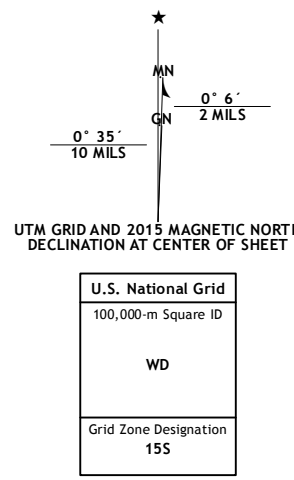 ★
MN
0° 6´
2 MILS
GN
0° 35´
10 MILS
UTM GRID AND 2015 MAGNETIC NORTH
DECLINATION AT CENTER OF SHEET
U.S. National Grid
100,000-m Square ID
WD
Grid Zone Designation
15S